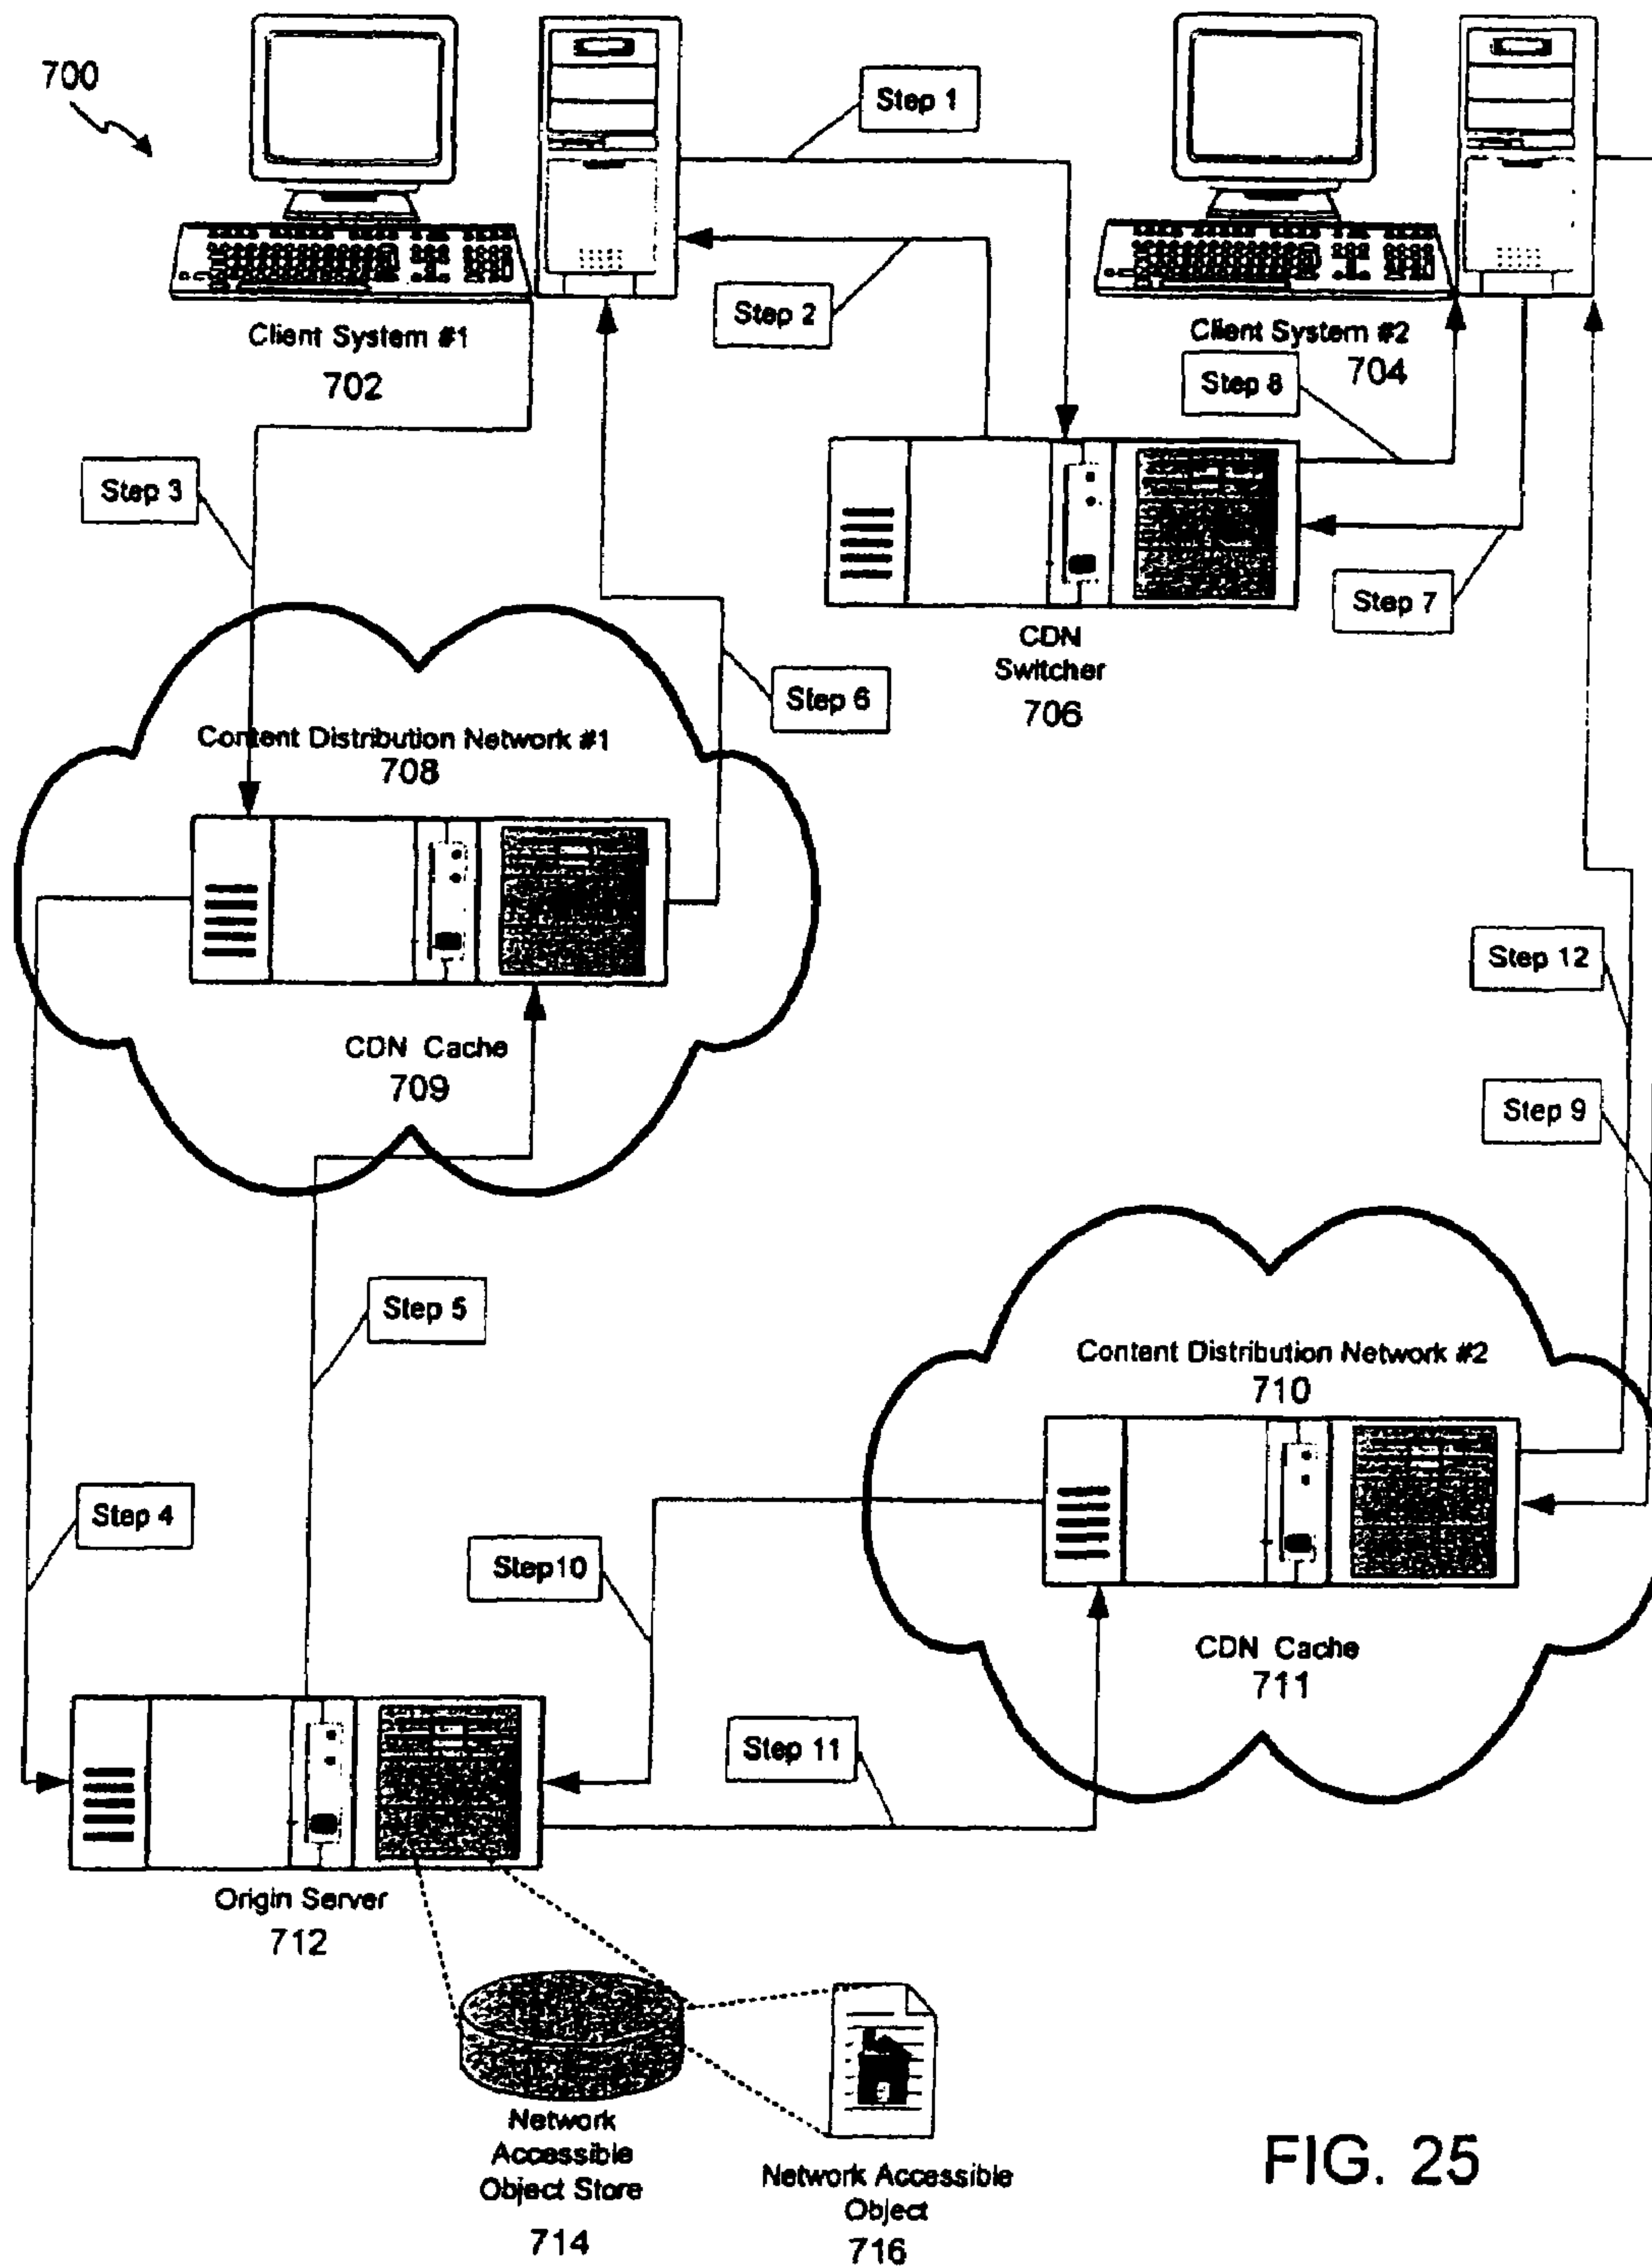 700
Step 1
Step 2
Client System #1
702
Client System #2
704
Step 8
Step 3
Step 7
CDN
Switcher
706
Step 6
Content Distribution Network #1
708
Step 12
CDN Cache
709
Step 9
Step 5
Content Distribution Network #2
710
Step 4
Step10
CDN Cache
711
Step 11
Origin Server
712
Network
Accessible
Object Store
714
Network Accessible
Object
716
FIG. 25